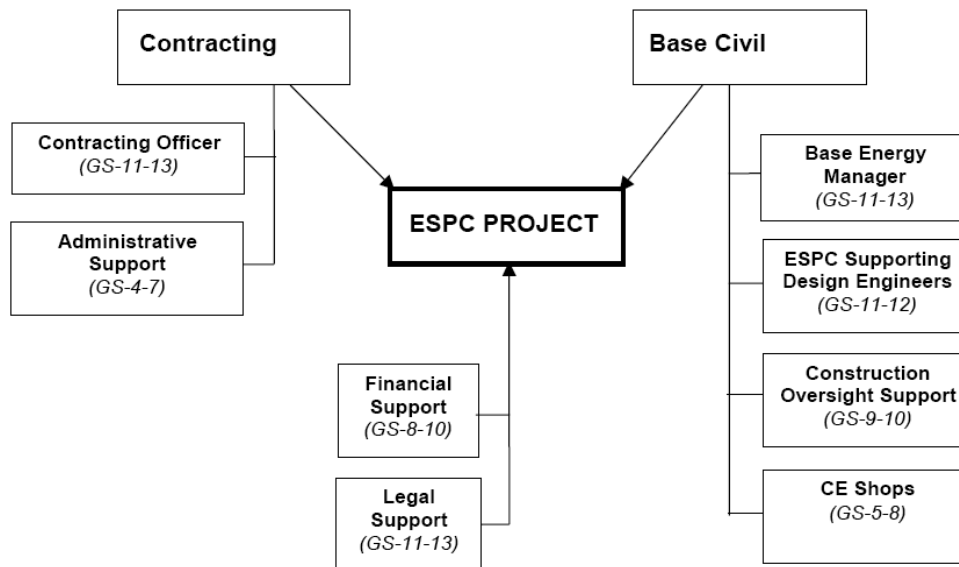 Contracting
Base Civil
Contracting Officer
(GS-11-13)
Administrative
Support
(GS-4-7)
ESPC PROJECT
Base Energy
Manager
(GS-11-13)
ESPC Supporting
Design Engineers
(GS-11-12)
Construction
Oversight Support
(GS-9-10)
CE Shops
(GS-5-8)
Financial
Support
(GS-8-10)
Legal
Support
(GS-11-13)